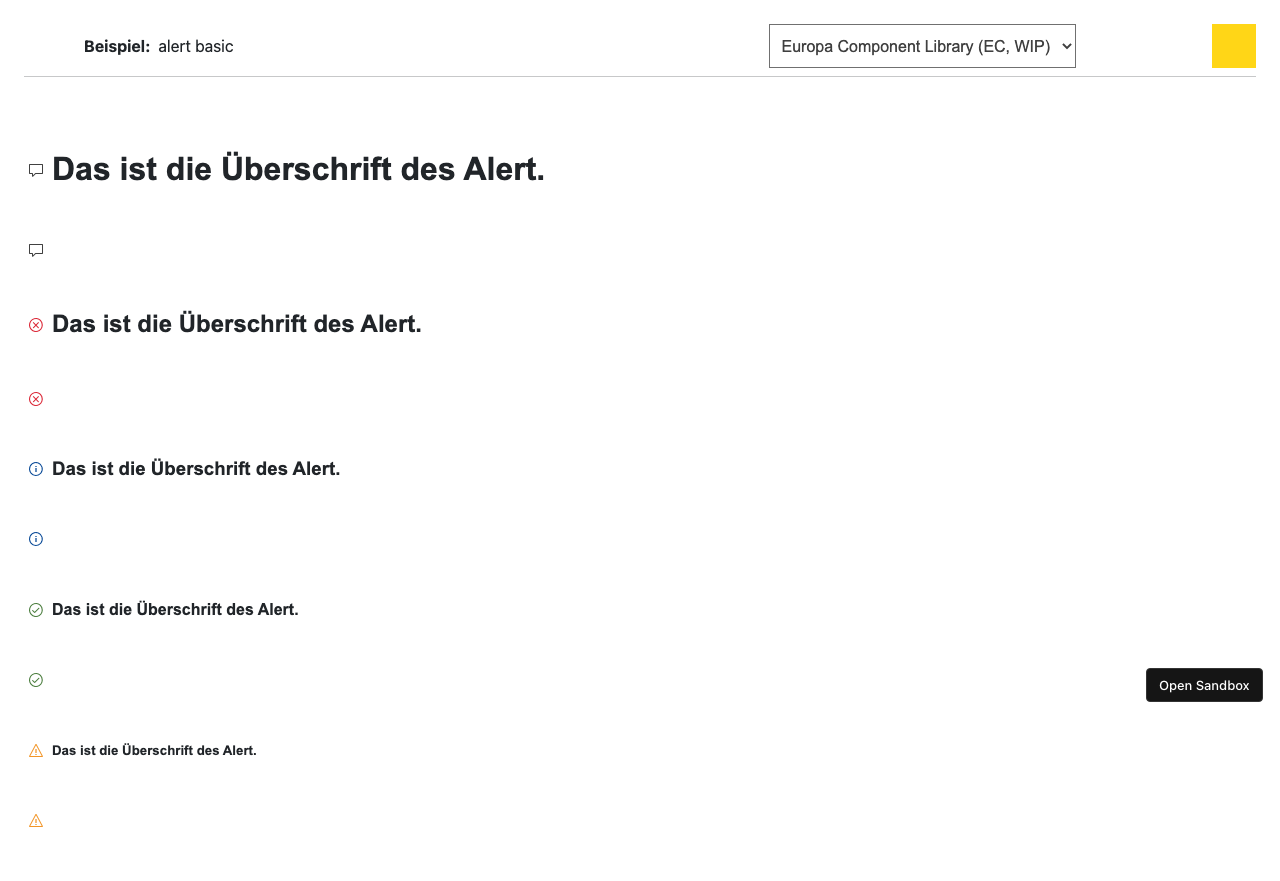 Beispiel: alert basic
Europa Component Library (EC, WIP)
Das ist die Überschrift des Alert.
Das ist die Überschrift des Alert.
Das ist die Überschrift des Alert.
Das ist die Überschrift des Alert.
Open Sandbox
Das ist die Überschrift des Alert.